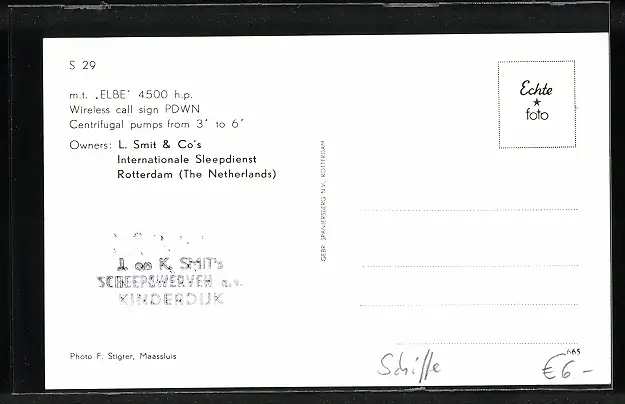 S 29
m.t. „ELBE" 4500 h.p.
Wireless call sign PDWN
Centrifugal pumps from 3" to 6"
Owners: L. Smit & Co's
Internationale Sleepdienst
Rotterdam (The Netherlands)
Echte
★
foto
GEBR. SPANJERSBERG N.V., ROTTERDAM
J. en K. SMIT's
SCHEEPSWERVEN n.v.
KINDERDIJK
Photo F. Stigter, Maassluis
Schiffe
665
€ 6 -